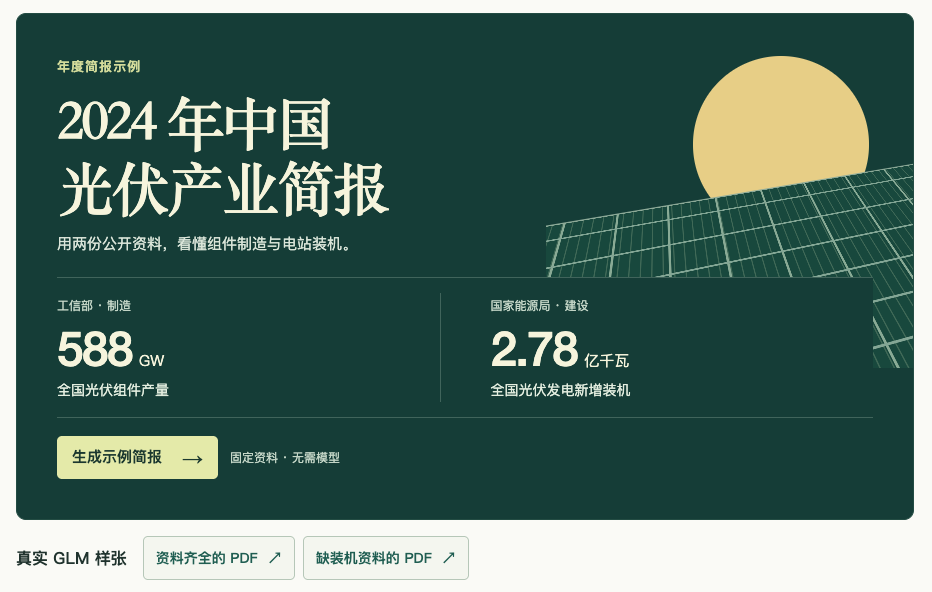 年度简报示例
2024 年中国
光伏产业简报
用两份公开资料，看懂组件制造与电站装机。
工信部 · 制造
588 GW
全国光伏组件产量
国家能源局 · 建设
2.78 亿千瓦
全国光伏发电新增装机
生成示例简报 →
固定资料 · 无需模型
真实 GLM 样张
资料齐全的 PDF ↗
缺装机资料的 PDF ↗